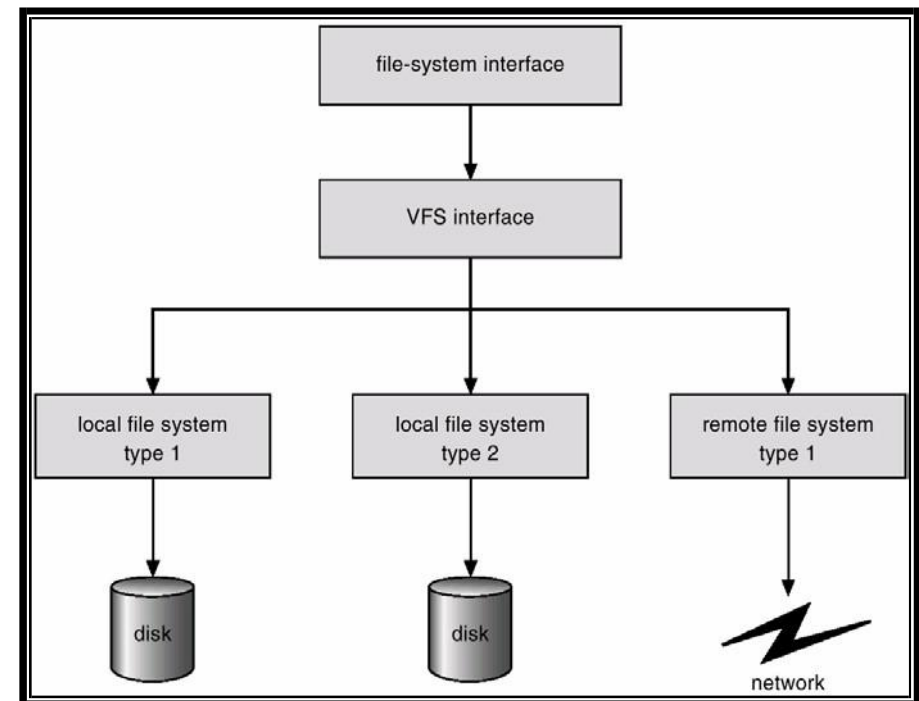 file-system interface
VFS interface
local file system
type 1
local file system
type 2
remote file system
type 1
disk
disk
network